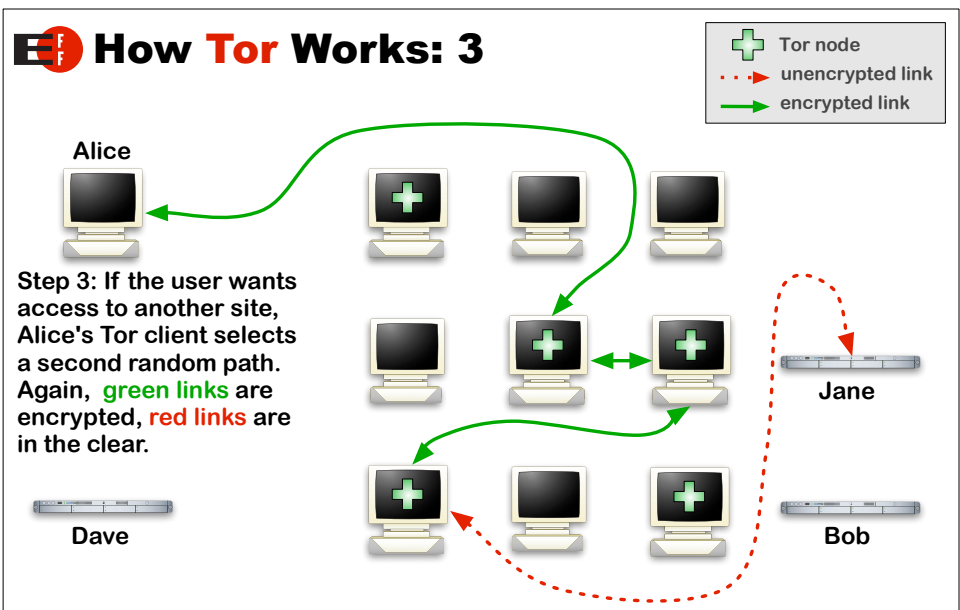 EFF How Tor Works: 3
Tor node
unencrypted link
encrypted link
Alice
Step 3: If the user wants
access to another site,
Alice's Tor client selects
a second random path.
Again, green links are
encrypted, red links are
in the clear.
Jane
Dave
Bob